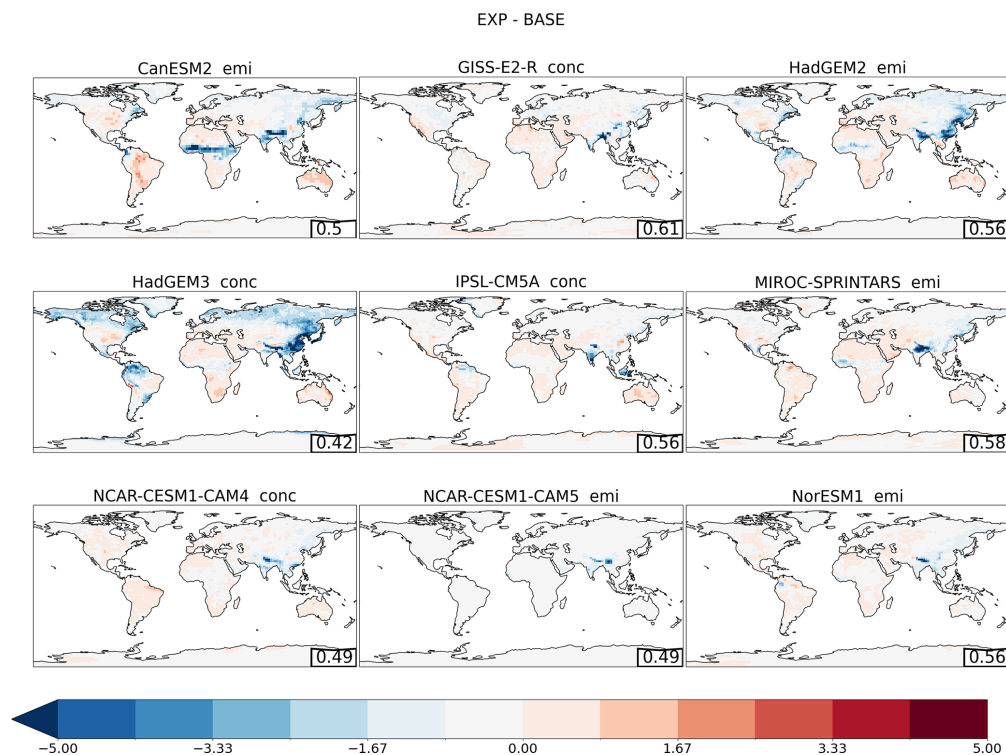 EXP - BASE
CanESM2 emi
GISS-E2-R conc
HadGEM2 emi
0.5
0.61
0.56
HadGEM3 conc
IPSL-CM5A conc
MIROC-SPRINTARS emi
0.42
0.56
0.58
NCAR-CESM1-CAM4 conc
NCAR-CESM1-CAM5 emi
NorESM1 emi
0.49
0.49
0.56
−5.00 −3.33 −1.67 0.00 1.67 3.33 5.00